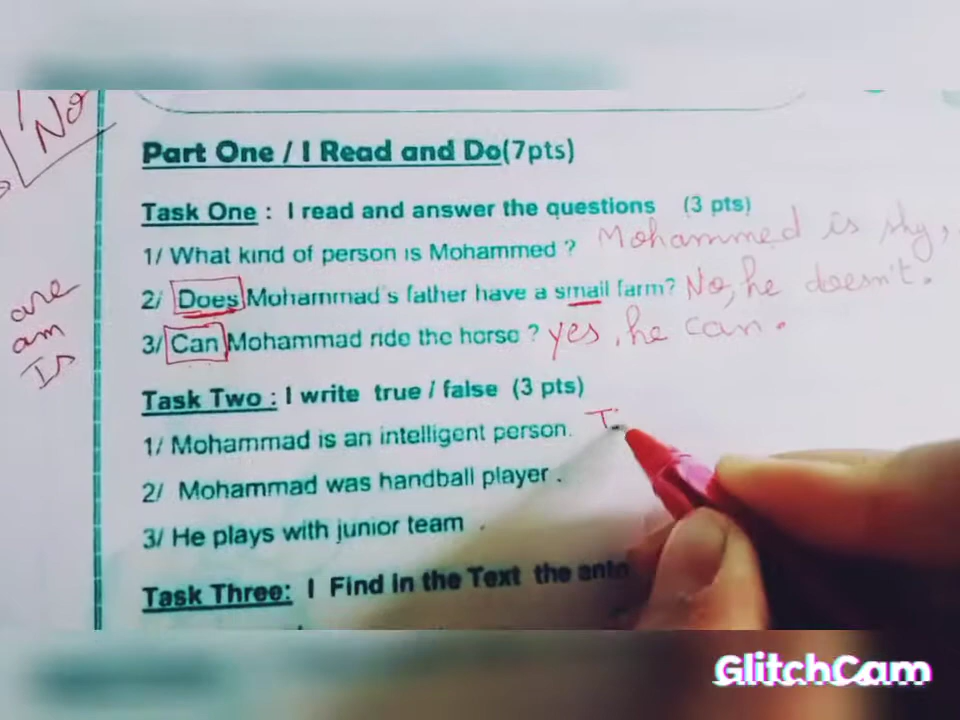 No
Part One / I Read and Do(7pts)
Task One : I read and answer the questions (3 pts)
1/ What kind of person is Mohammed ? Mohammed is shy,
2/ Does Mohammad's father have a small farm? No, he doesn't.
3/ Can Mohammad ride the horse ? yes, he can.
are
am
Is
Task Two : I write true / false (3 pts)
1/ Mohammad is an intelligent person. T
2/ Mohammad was handball player .
3/ He plays with junior team .
Task Three: I Find in the Text the
GlitchCam